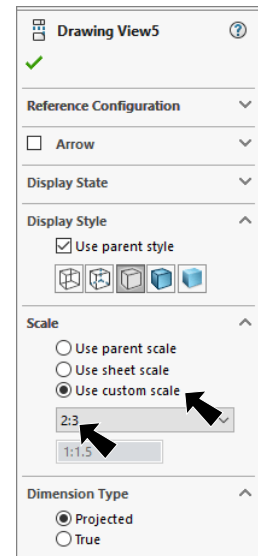 Drawing View5
Reference Configuration
Arrow
Display State
Display Style
Use parent style
Scale
Use parent scale
Use sheet scale
Use custom scale
2:3
1:1.5
Dimension Type
Projected
True